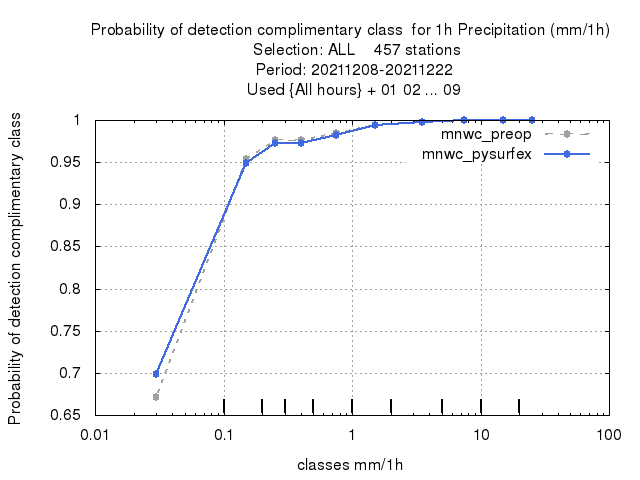 Probability of detection complimentary class for 1h Precipitation (mm/1h)
Selection: ALL 457 stations
Period: 20211208-20211222
Used {All hours} + 01 02 ... 09
Probability of detection complimentary class
1
0.95
0.9
0.85
0.8
0.75
0.7
0.65
mnwc_preop
mnwc_pysurfex
0.01
0.1
1
10
100
classes mm/1h